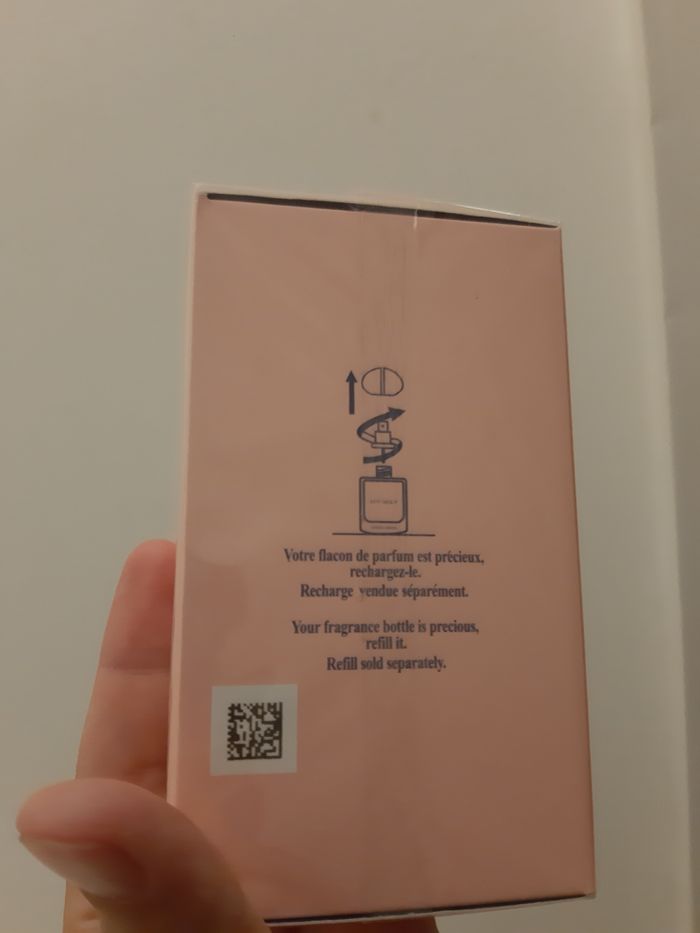 Votre flacon de parfum est précieux,
rechargez-le.
Recharge vendue séparément.
Your fragrance bottle is precious,
refill it.
Refill sold separately.